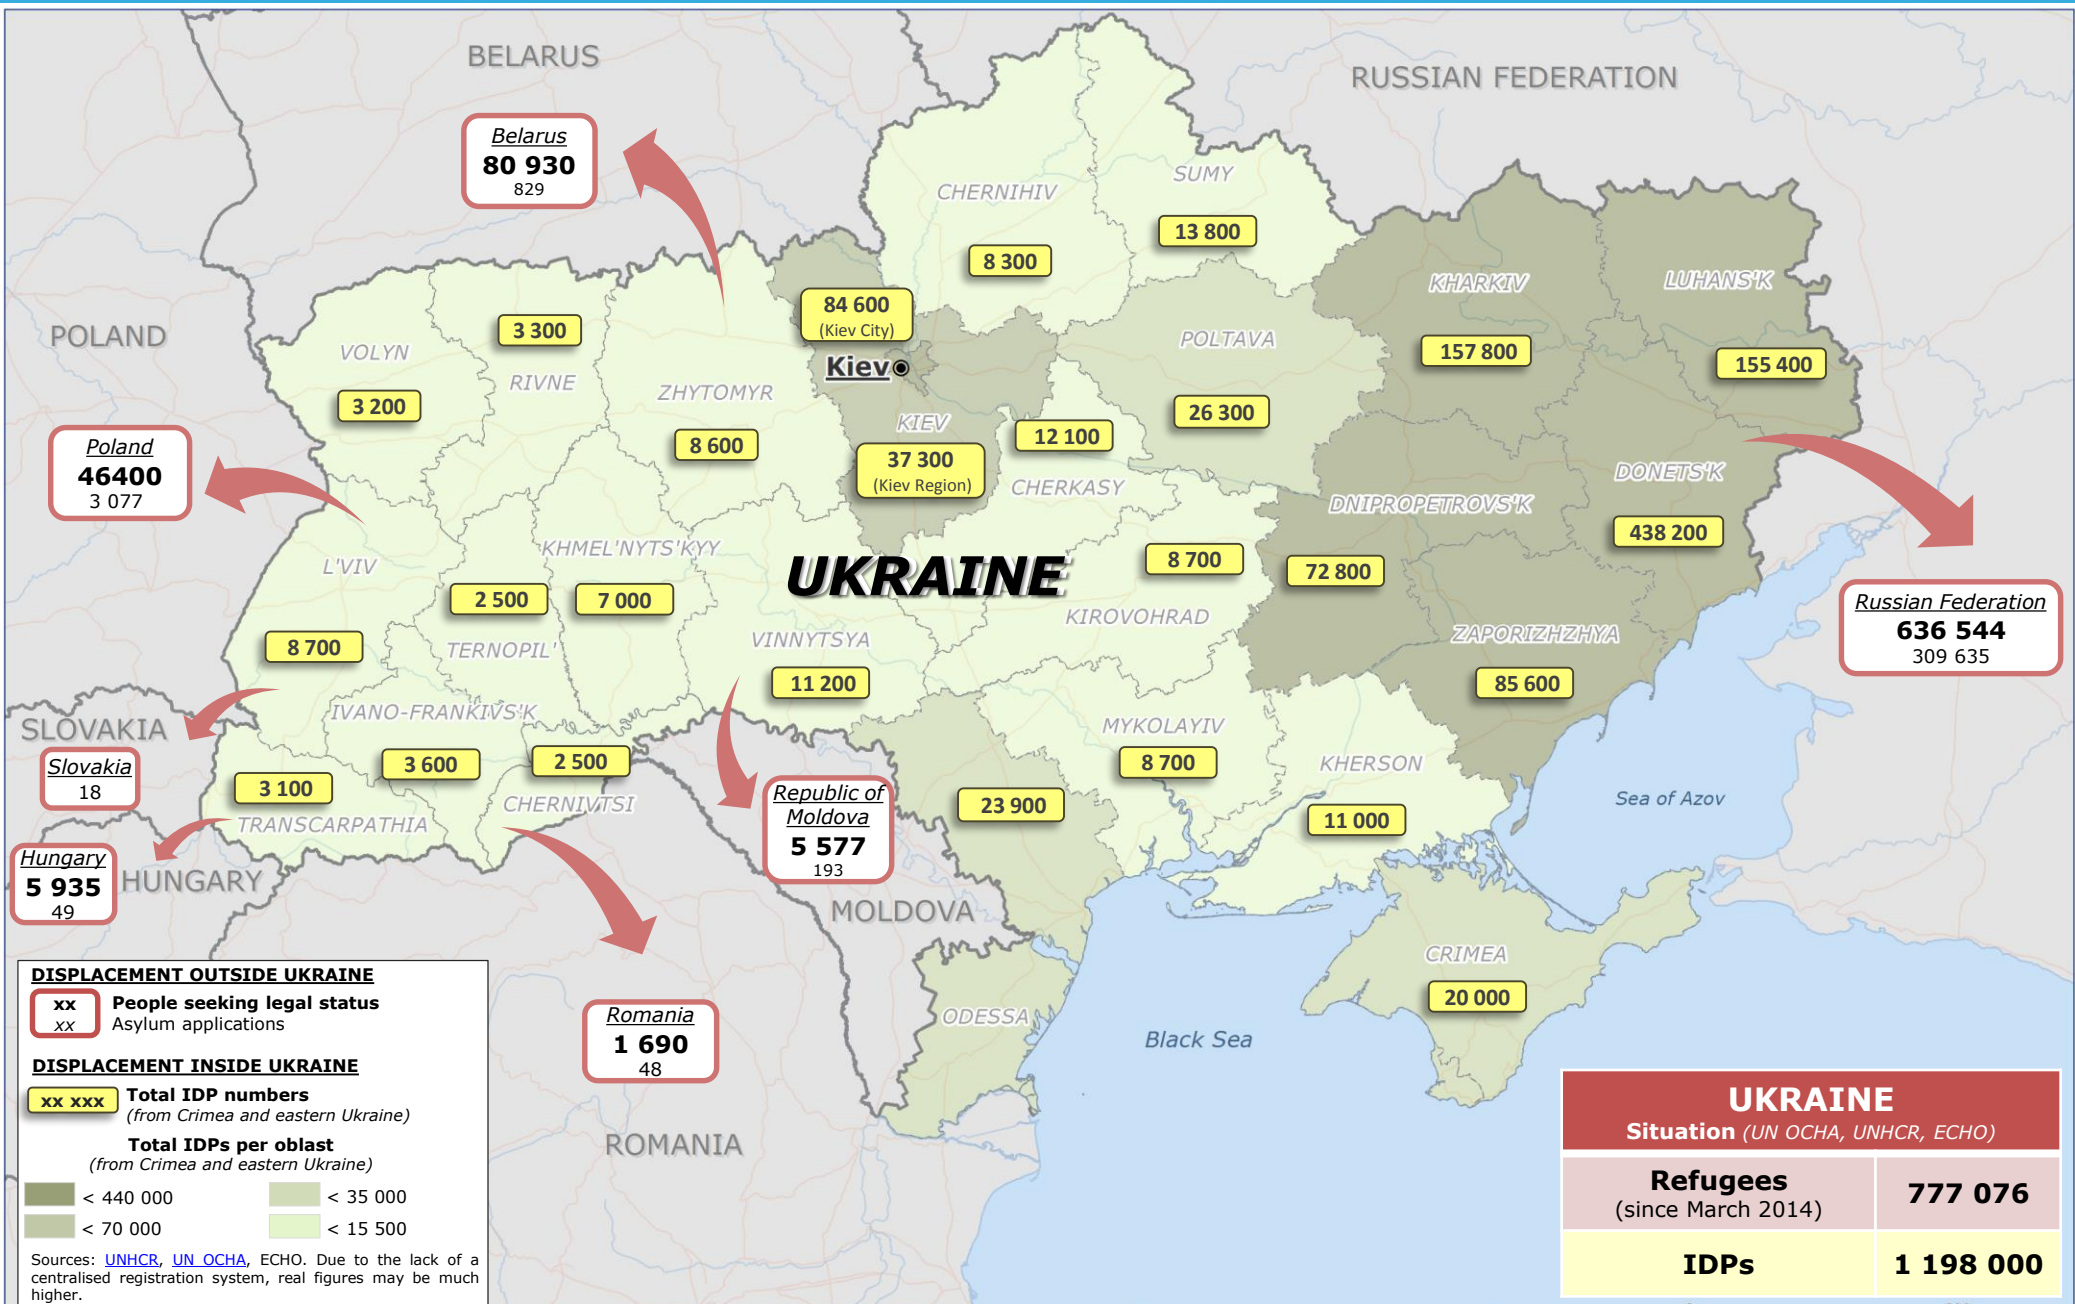 BELARUS
RUSSIAN FEDERATION
Belarus
80 930
829
CHERNIHIV
SUMY
13 800
8 300
KHARKIV
LUHANS'K
84 600
(Kiev City)
3 300
POLAND
VOLYN
POLTAVA
157 800
155 400
Kiev
RIVNE
ZHYTOMYR
3 200
26 300
KIEV
12 100
8 600
Poland
46400
3 077
37 300
(Kiev Region)
CHERKASY
DONETS'K
DNIPROPETROVS'K
438 200
KHMEL'NYTS'KYY
L'VIV
UKRAINE
8 700
72 800
2 500
7 000
KIROVOHRAD
Russian Federation
636 544
309 635
8 700
TERNOPIL'
VINNYTSYA
ZAPORIZHZHYA
11 200
85 600
IVANO-FRANKIVS'K
SLOVAKIA
MYKOLAYIV
3 600
2 500
8 700
KHERSON
Slovakia
18
3 100
CHERNIVTSI
Republic of
Moldova
5 577
193
23 900
Sea of Azov
11 000
TRANSCARPATHIA
Hungary
5 935
49
HUNGARY
MOLDOVA
CRIMEA
20 000
ODESSA
Black Sea
Romania
1 690
48
ROMANIA
DISPLACEMENT OUTSIDE UKRAINE
xx People seeking legal status
xx Asylum applications
DISPLACEMENT INSIDE UKRAINE
xx xxx Total IDP numbers
(from Crimea and eastern Ukraine)
Total IDPs per oblast
(from Crimea and eastern Ukraine)
< 440 000 < 35 000
< 70 000 < 15 500
Sources: UNHCR, UN OCHA, ECHO. Due to the lack of a
centralised registration system, real figures may be much
higher.
UKRAINE
Situation (UN OCHA, UNHCR, ECHO)
Refugees 777 076
(since March 2014)
IDPs 1 198 000